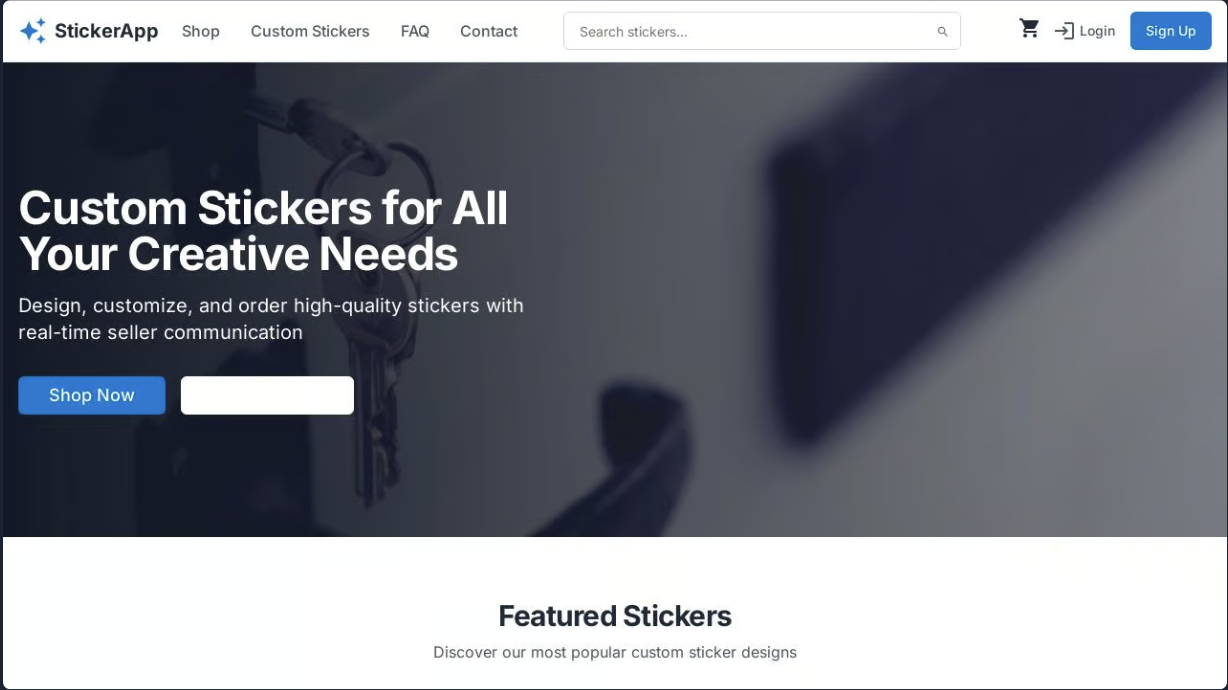 StickerApp
Shop
Custom Stickers
FAQ
Contact
Search stickers...
Login
Sign Up
Custom Stickers for All
Your Creative Needs
Design, customize, and order high-quality stickers with
real-time seller communication
Shop Now
Featured Stickers
Discover our most popular custom sticker designs